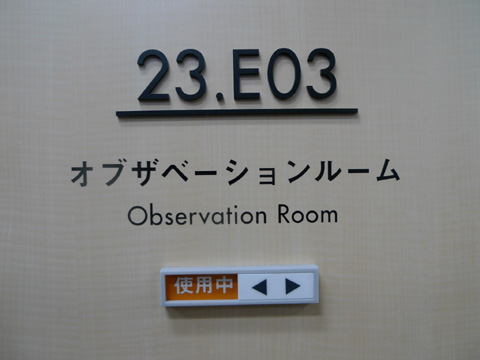 23.E03
オブザベーションルーム
Observation Room
使用中 ◀ ▶